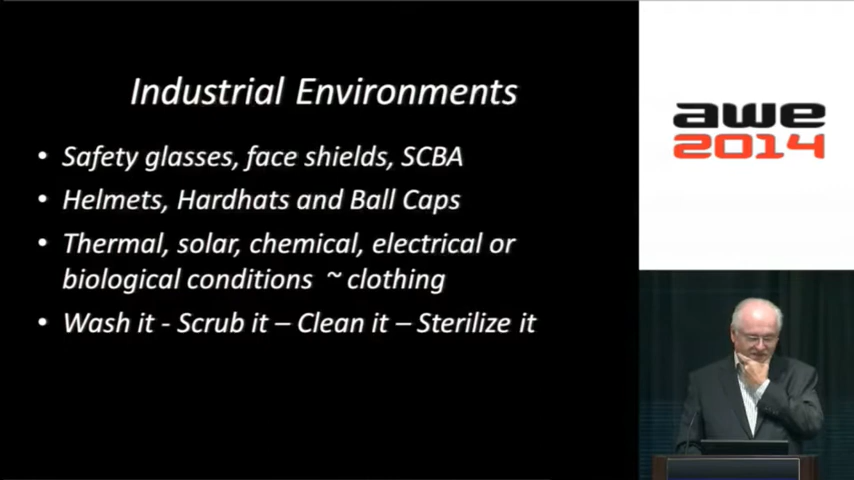 Industrial Environments
• Safety glasses, face shields, SCBA
• Helmets, Hardhats and Ball Caps
• Thermal, solar, chemical, electrical or
biological conditions ~ clothing
• Wash it - Scrub it – Clean it – Sterilize it
awe
2014